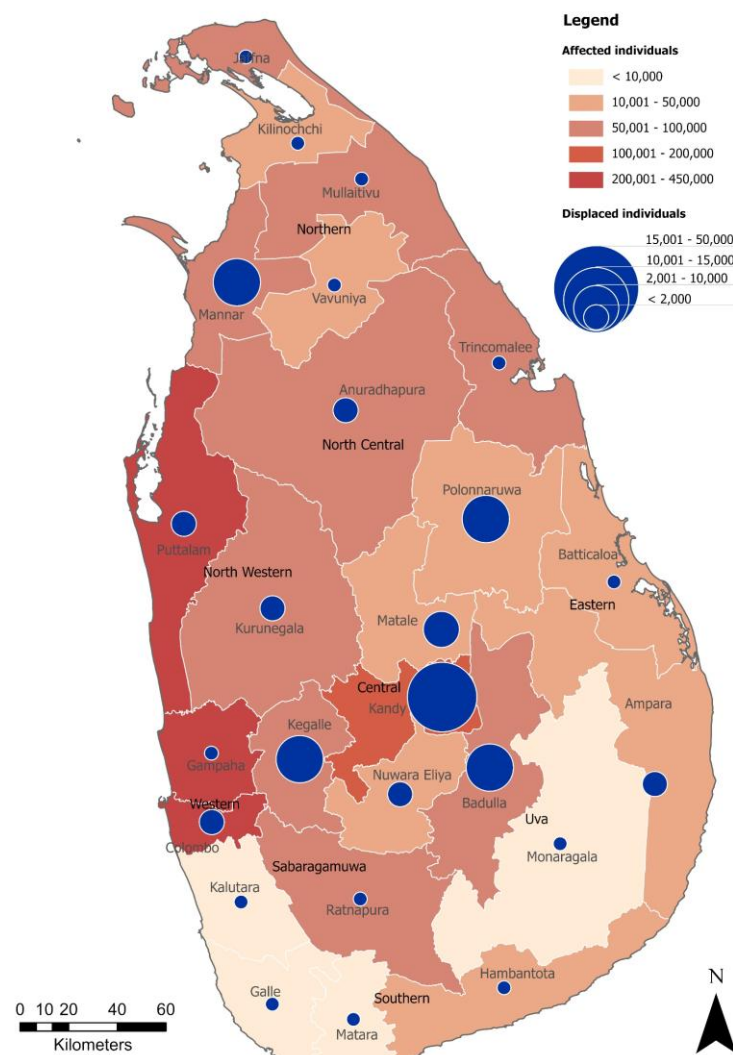 Legend
Affected individuals
< 10,000
10,001 - 50,000
50,001 - 100,000
100,001 - 200,000
200,001 - 450,000
Displaced individuals
15,001 - 50,000
10,001 - 15,000
2,001 - 10,000
< 2,000
Jaffna
Kilinochchi
Mullaitivu
Northern
Vavuniya
Mannar
Trincomalee
Anuradhapura
North Central
Polonnaruwa
Puttalam
Batticaloa
North Western
Eastern
Kurunegala
Matale
Central
Kandy
Ampara
Kegalle
Gampaha
Nuwara Eliya
Badulla
Western
Colombo
Uva
Monaragala
Sabaragamuwa
Kalutara
Ratnapura
Hambantota
Galle
Southern
Matara
N
0 10 20 40 60
Kilometers